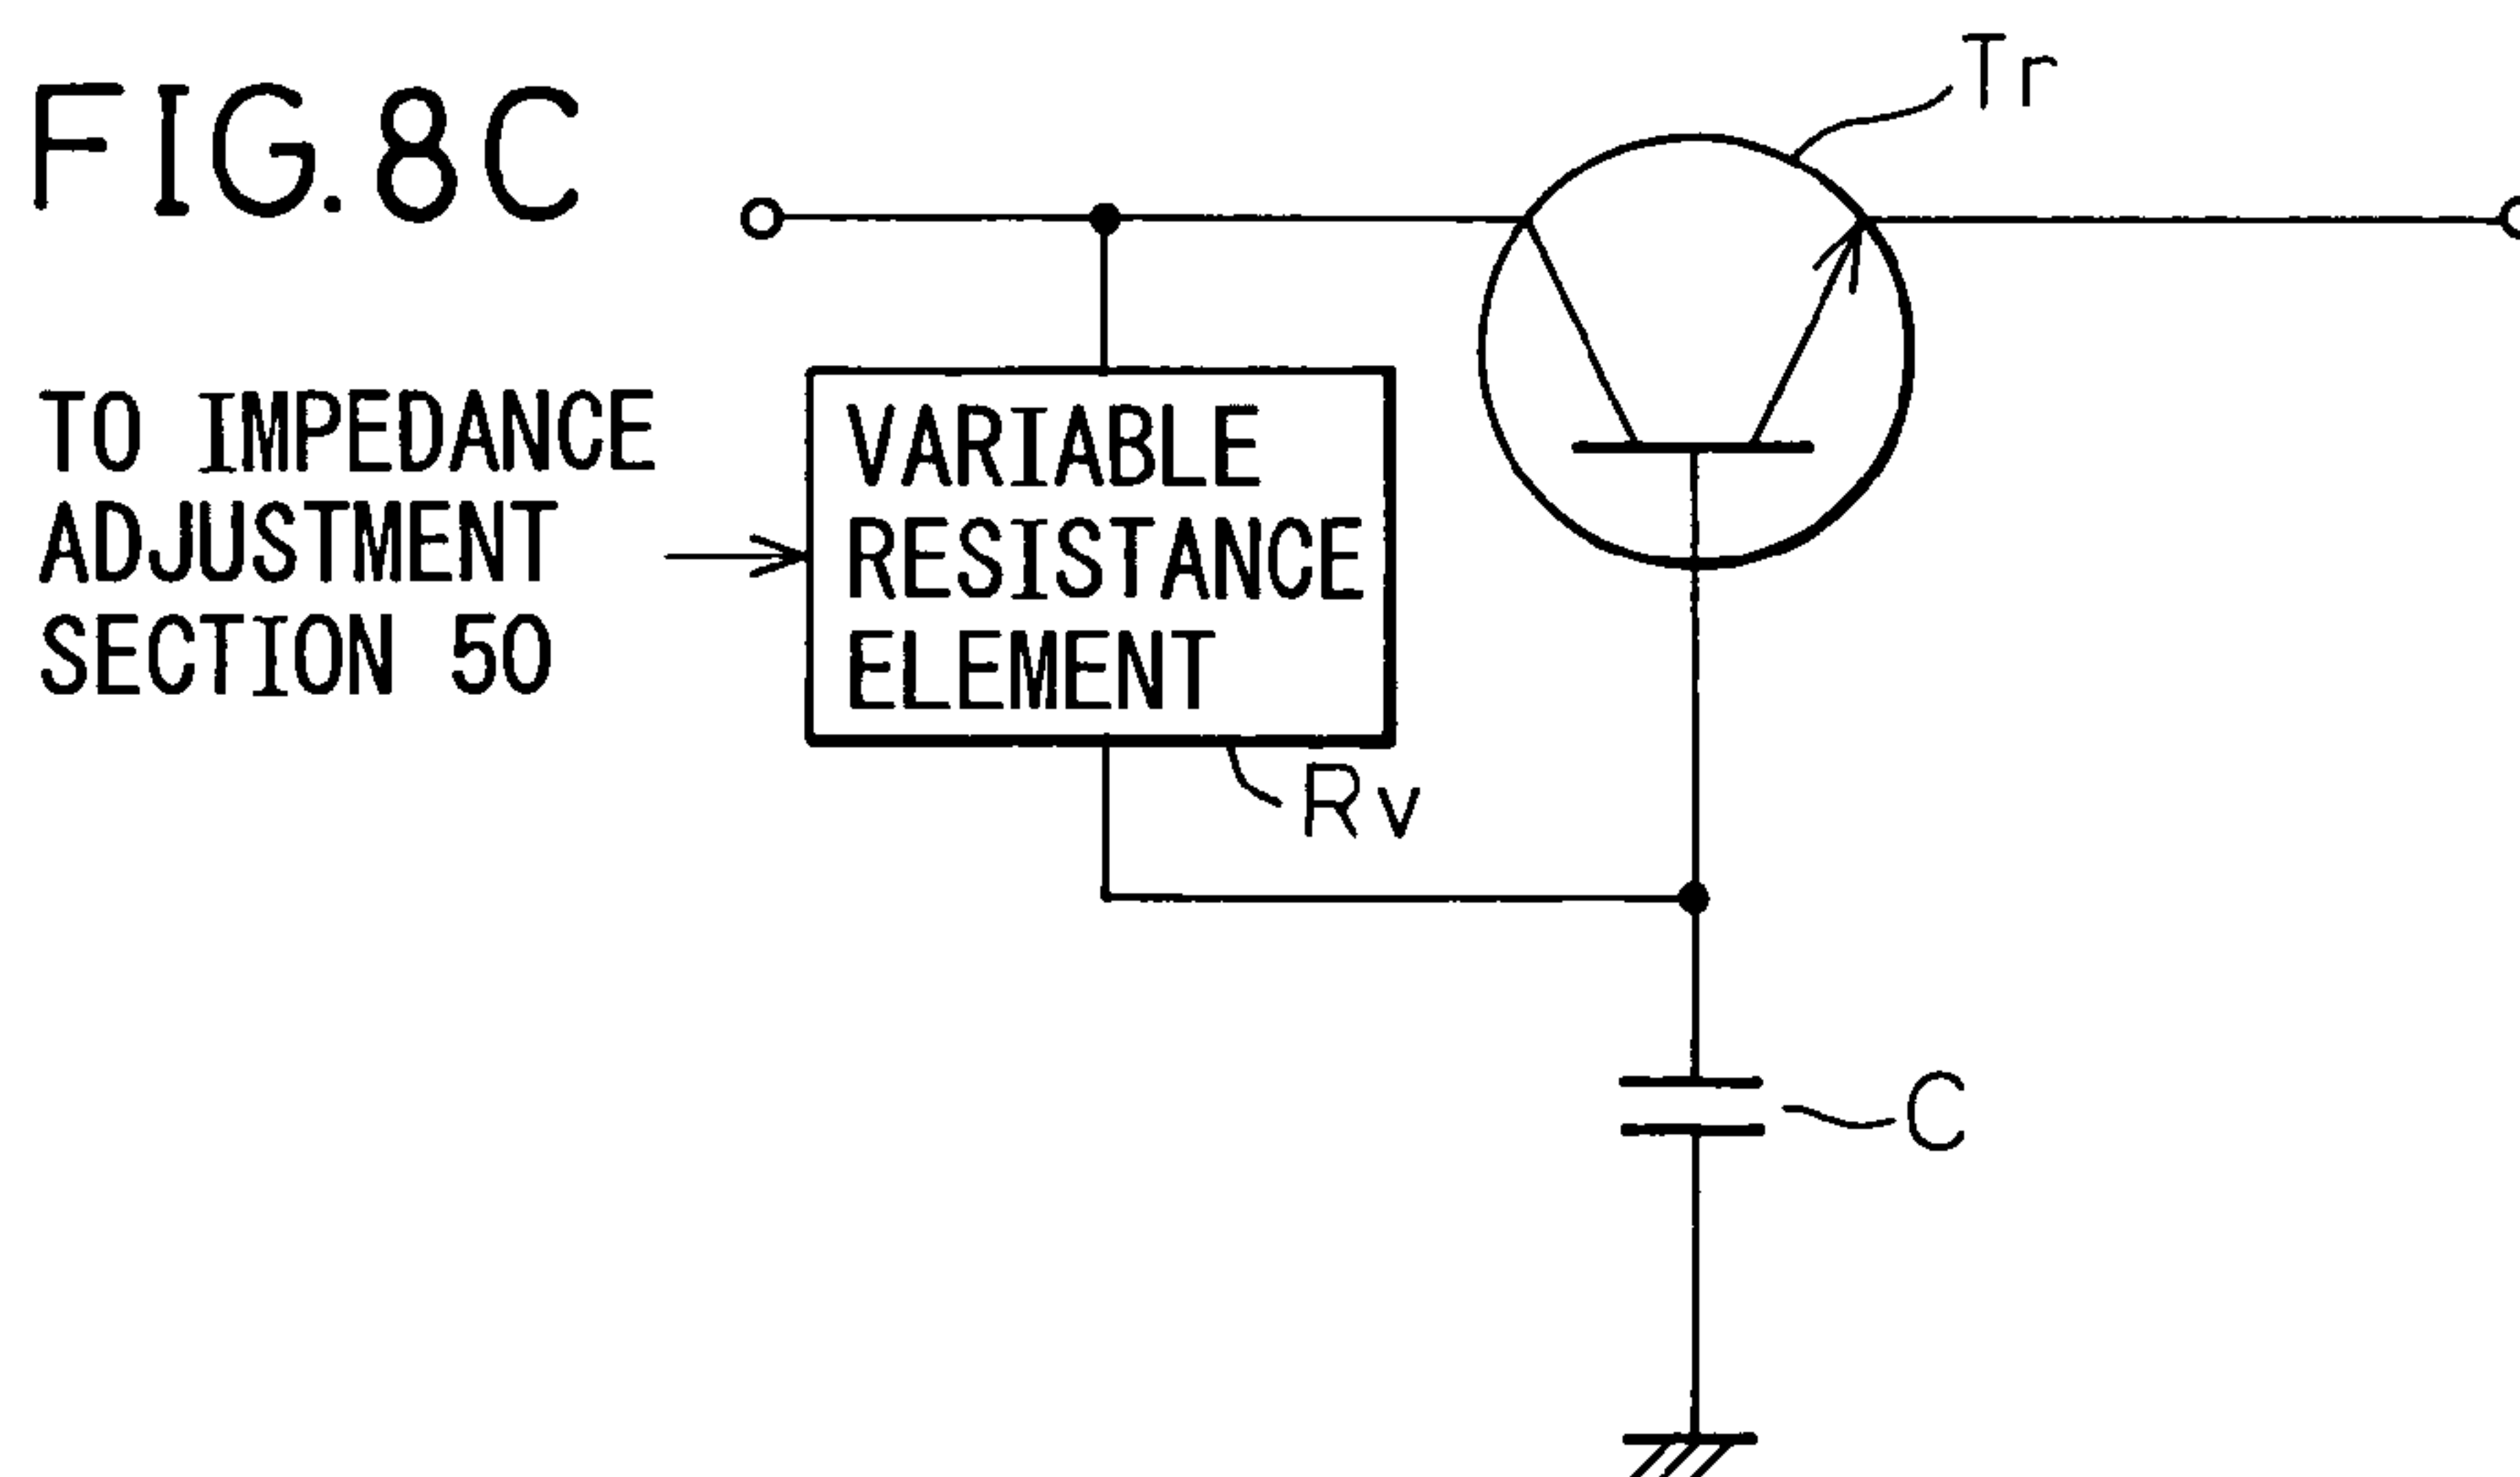 FIG.8C
Tr
TO IMPEDANCE
ADJUSTMENT
SECTION 50
VARIABLE
RESISTANCE
ELEMENT
Rv
C